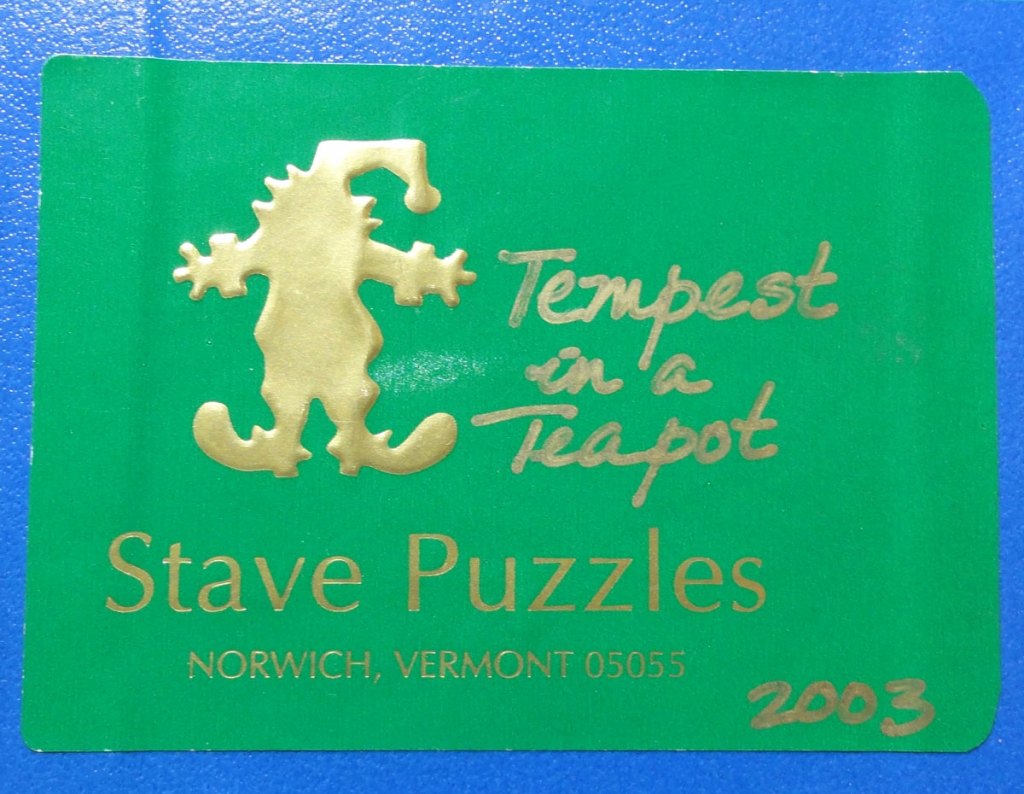 Tempest
in a
Teapot
Stave Puzzles
NORWICH, VERMONT 05055
2003